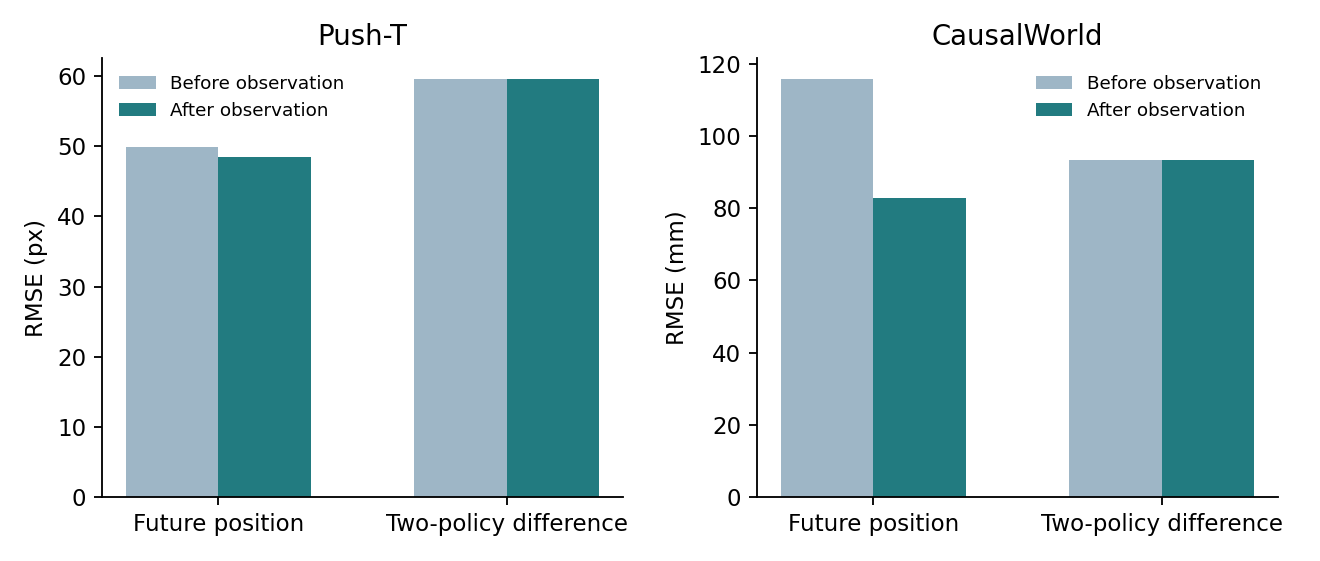 Push-T
RMSE (px)
60
50
40
30
20
10
0
Before observation
After observation
Future position
Two-policy difference
CausalWorld
RMSE (mm)
120
100
80
60
40
20
0
Before observation
After observation
Future position
Two-policy difference